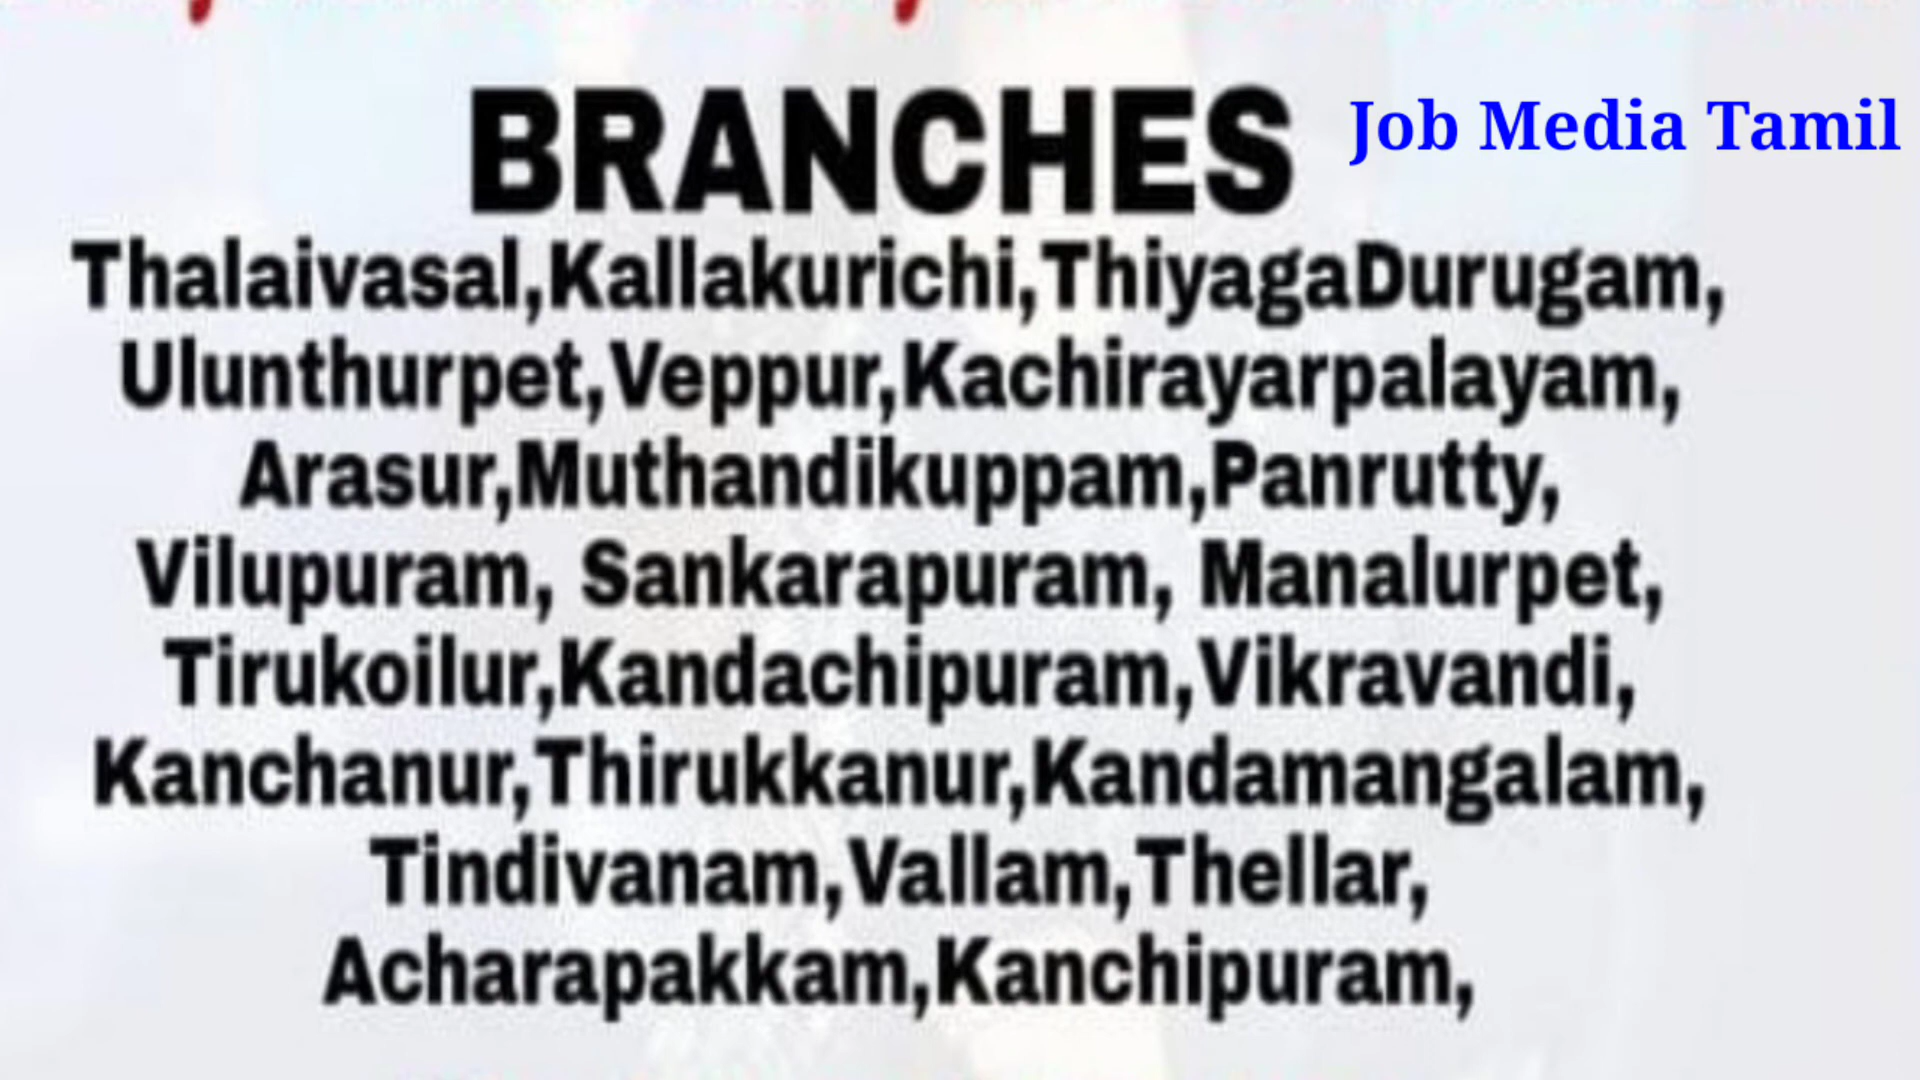 BRANCHES
Job Media Tamil
Thalaivasal,Kallakurichi,ThiyagaDurugam,
Ulunthurpet,Veppur,Kachirayarpalayam,
Arasur,Muthandikuppam,Panrutty,
Vilupuram, Sankarapuram, Manalurpet,
Tirukoilur,Kandachipuram,Vikravandi,
Kanchanur,Thirukkanur,Kandamangalam,
Tindivanam,Vallam,Thellar,
Acharapakkam,Kanchipuram,